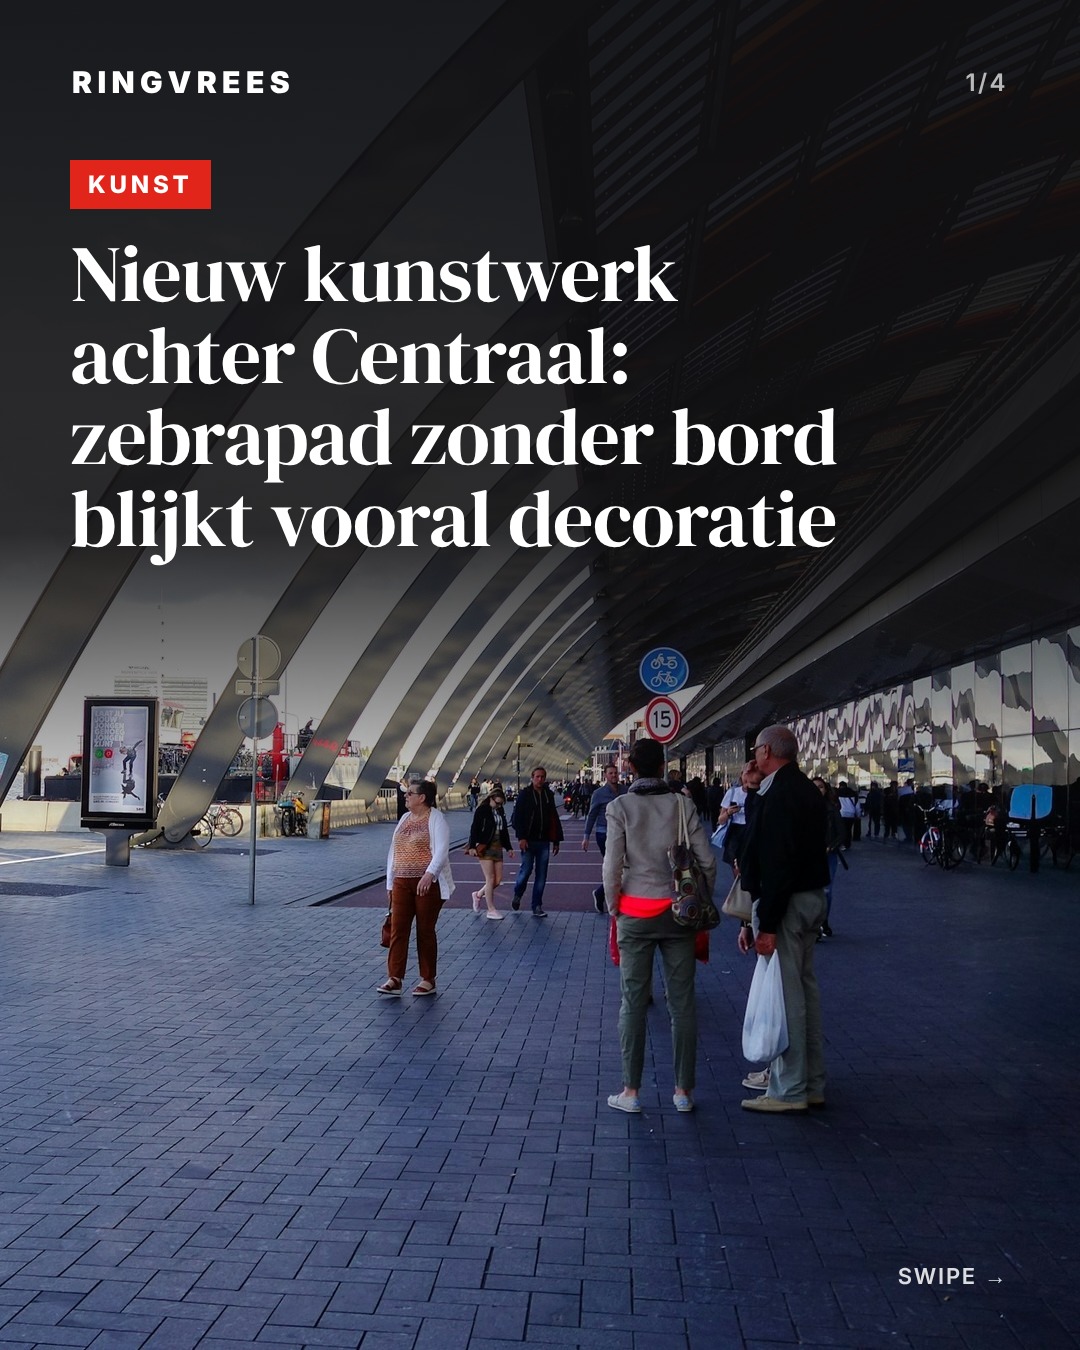 RINGVREES
1/4
KUNST
Nieuw kunstwerk
achter Centraal:
zebrapad zonder bord
blijkt vooral decoratie
15
SWIPE →